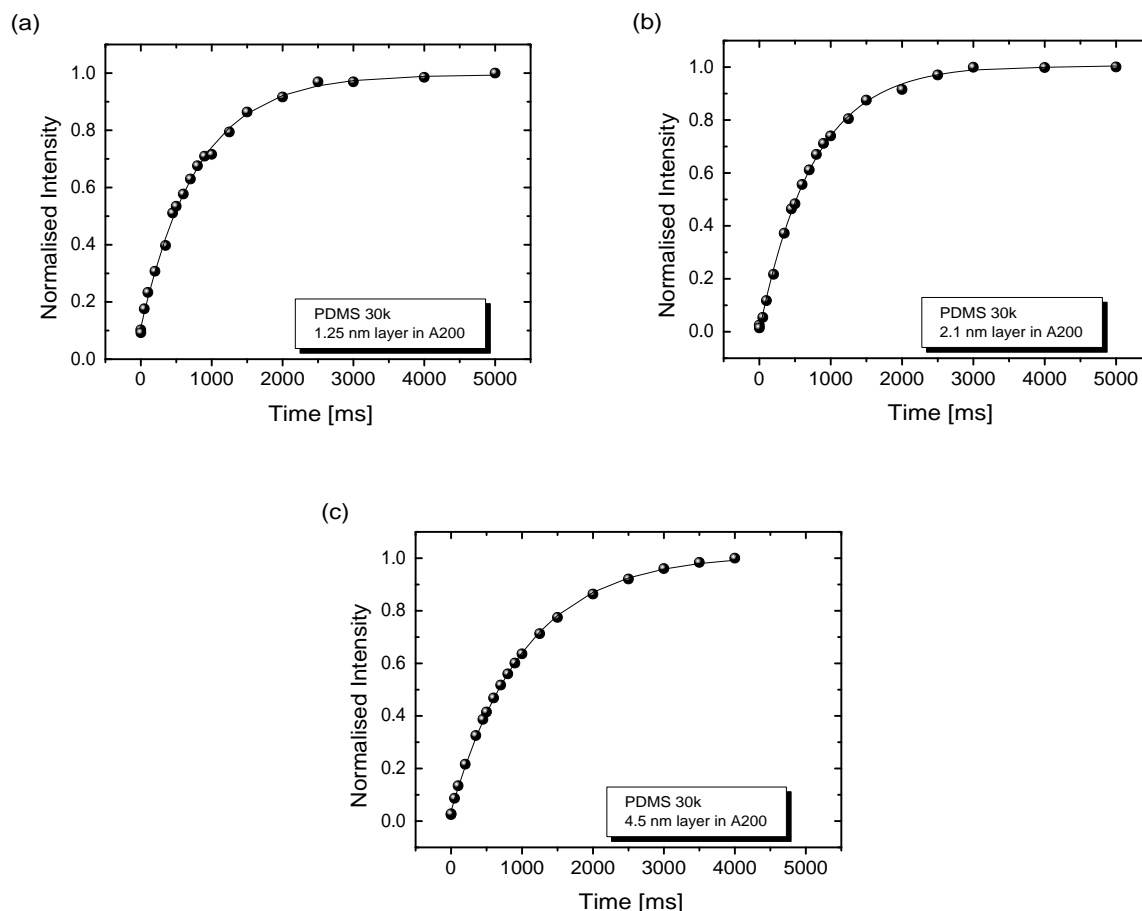 (a)
Normalised Intensity
1.0
0.8
0.6
0.4
0.2
0.0
PDMS 30k
1.25 nm layer in A200
0 1000 2000 3000 4000 5000
Time [ms]
(b)
Normalised Intensity
1.0
0.8
0.6
0.4
0.2
0.0
PDMS 30k
2.1 nm layer in A200
0 1000 2000 3000 4000 5000
Time [ms]
(c)
Normalised Intensity
1.0
0.8
0.6
0.4
0.2
0.0
PDMS 30k
4.5 nm layer in A200
0 1000 2000 3000 4000 5000
Time [ms]